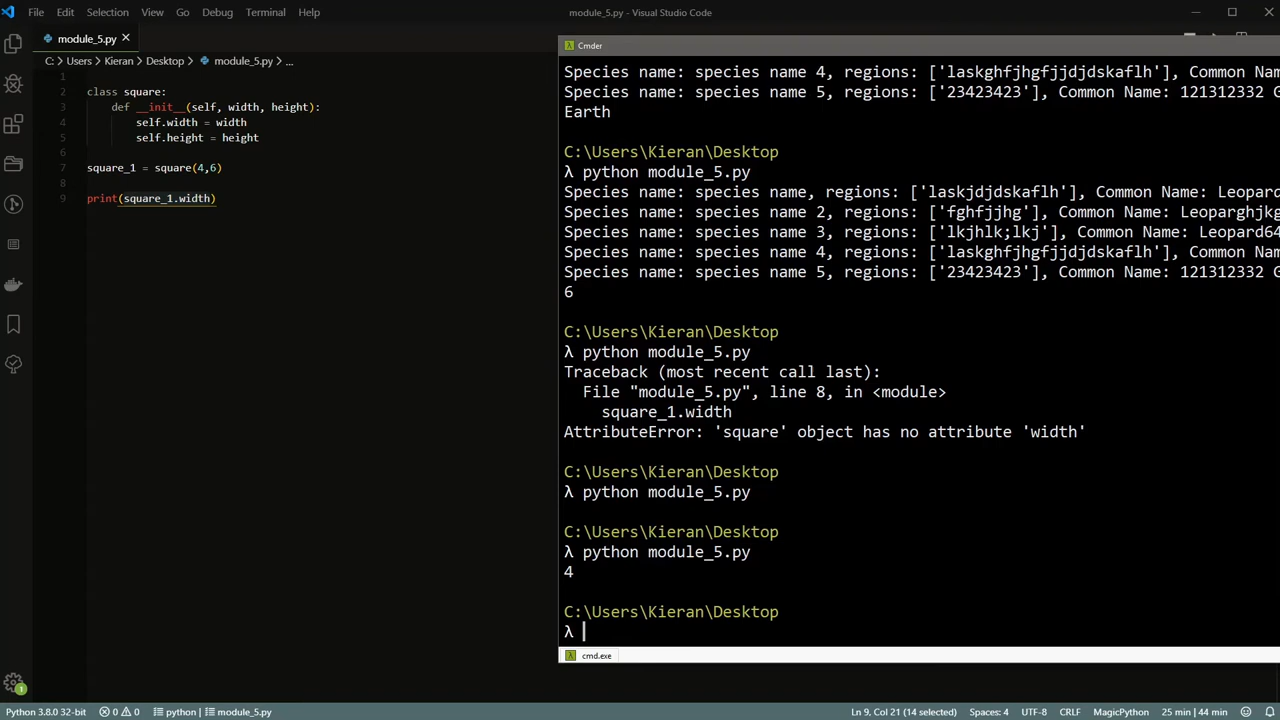 File Edit Selection View Go Debug Terminal Help
module_5.py - Visual Studio Code
module_5.py
C: > Users > Kieran > Desktop > module_5.py > ...
1
2 class square:
3 def __init__(self, width, height):
4 self.width = width
5 self.height = height
6
7 square_1 = square(4,6)
8
9 print(square_1.width)
Cmder
Species name: species name 4, regions: ['laskghfjhgfjjdjdskaflh'], Common Na
Species name: species name 5, regions: ['23423423'], Common Name: 121312332 G
Earth
C:\Users\Kieran\Desktop
λ python module_5.py
Species name: species name, regions: ['laskjdjdskaflh'], Common Name: Leopar
Species name: species name 2, regions: ['fghfjjhg'], Common Name: Leoparghjkg
Species name: species name 3, regions: ['lkjhlk;lkj'], Common Name: Leopard64
Species name: species name 4, regions: ['laskghfjhgfjjdjdskaflh'], Common Na
Species name: species name 5, regions: ['23423423'], Common Name: 121312332 G
6
C:\Users\Kieran\Desktop
λ python module_5.py
Traceback (most recent call last):
File "module_5.py", line 8, in <module>
square_1.width
AttributeError: 'square' object has no attribute 'width'
C:\Users\Kieran\Desktop
λ python module_5.py
C:\Users\Kieran\Desktop
λ python module_5.py
4
C:\Users\Kieran\Desktop
λ
cmd.exe
1
Python 3.8.0 32-bit 0 0 python | module_5.py
Ln 9, Col 21 (14 selected) Spaces: 4 UTF-8 CRLF MagicPython 25 min | 44 min